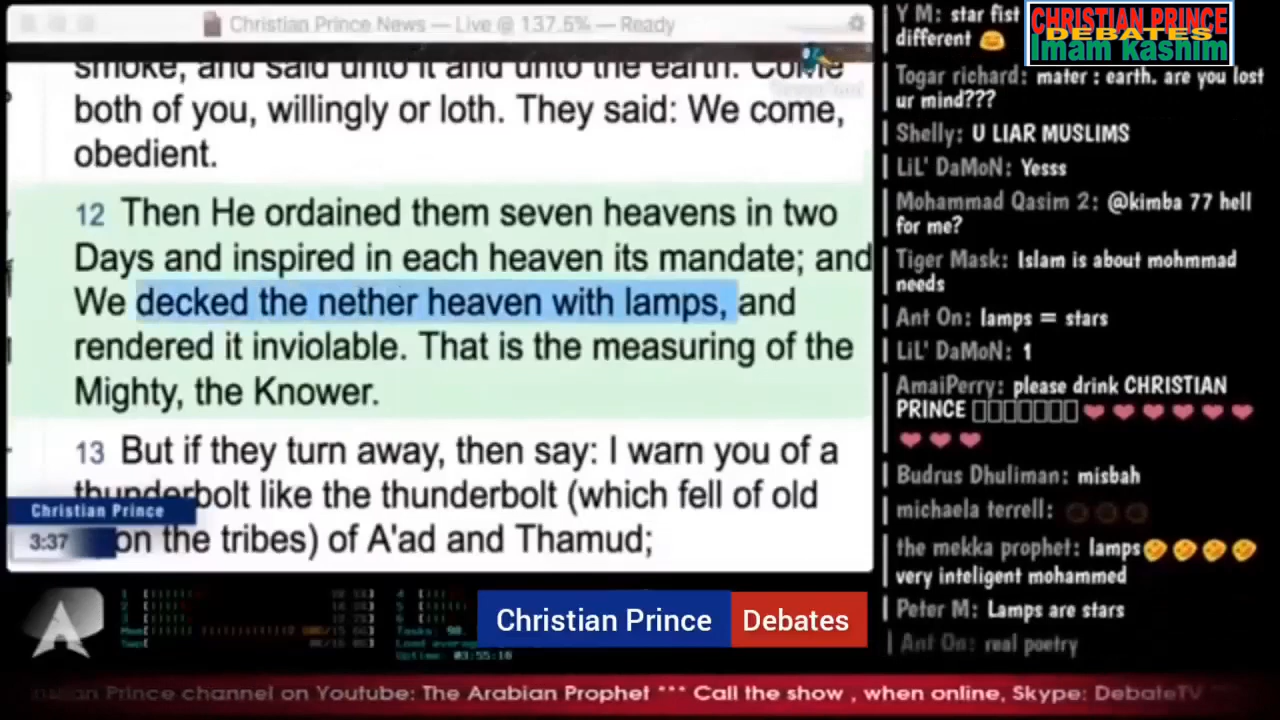 Christian Prince News — Live @ 137.5% — Ready
smoke, and said unto it and unto the earth. Come
both of you, willingly or loth. They said: We come,
obedient.
12 Then He ordained them seven heavens in two
Days and inspired in each heaven its mandate; and
We decked the nether heaven with lamps, and
rendered it inviolable. That is the measuring of the
Mighty, the Knower.
13 But if they turn away, then say: I warn you of a
thunderbolt like the thunderbolt (which fell of old
on the tribes) of A'ad and Thamud;
Christian Prince
3:37
CHRISTIAN PRINCE
DEBATES
Imam Kashim
Y M: star fist
different
Togar richard: mater : earth. are you lost
ur mind???
Shelly: U LIAR MUSLIMS
LiL' DaMoN: Yesss
Mohammad Qasim 2: @kimba 77 hell
for me?
Tiger Mask: Islam is about mohmmad
needs
Ant On: lamps = stars
LiL' DaMoN: 1
AmaiPerry: please drink CHRISTIAN
PRINCE
Budrus Dhuliman: misbah
michaela terrell:
the mekka prophet: lamps
very inteligent mohammed
Peter M: Lamps are stars
Ant On: real poetry
Christian Prince Debates
Prince channel on Youtube: The Arabian Prophet *** Call the show , when online, Skype: DebateTV